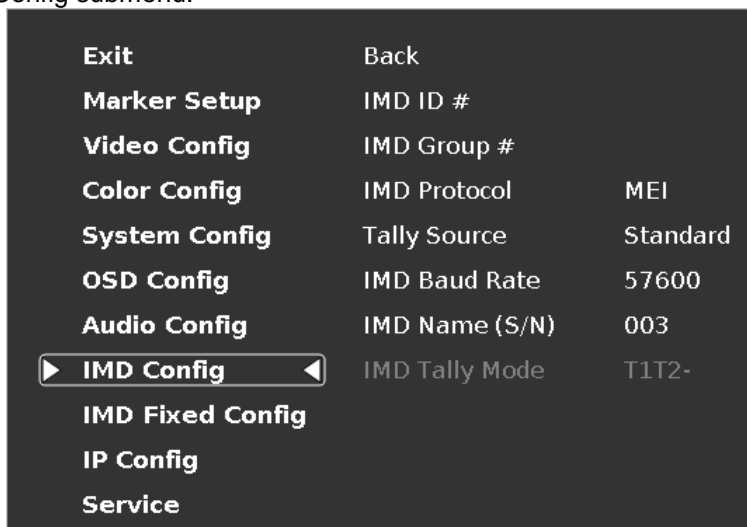 Config submenu.
Exit Back
Marker Setup IMD ID #
Video Config IMD Group #
Color Config IMD Protocol MEI
System Config Tally Source Standard
OSD Config IMD Baud Rate 57600
Audio Config IMD Name (S/N) 003
IMD Config IMD Tally Mode T1T2-
IMD Fixed Config
IP Config
Service